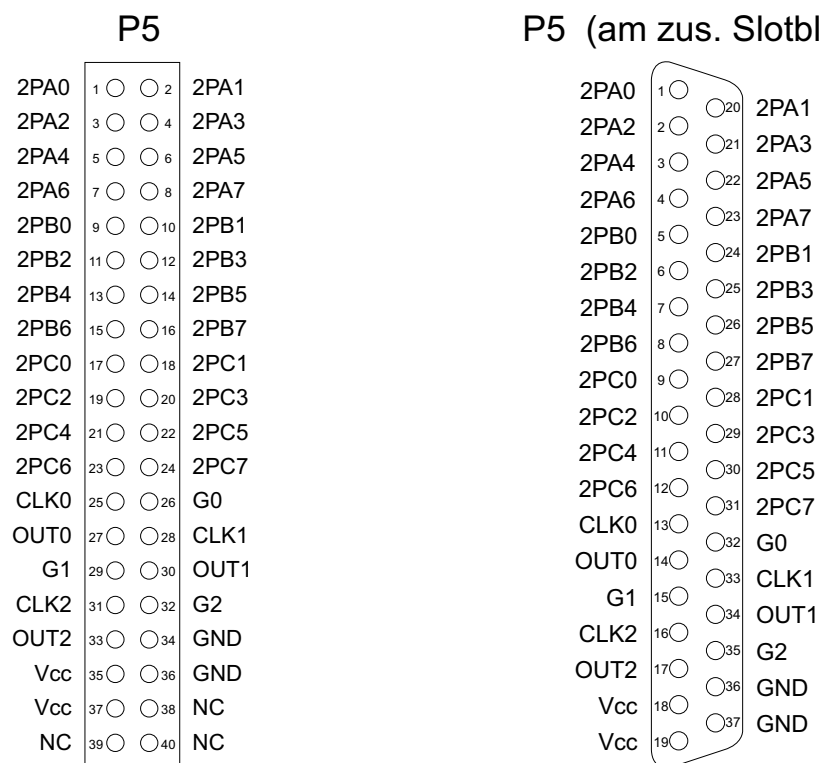 P5
2PA0 1 2 2PA1
2PA2 3 4 2PA3
2PA4 5 6 2PA5
2PA6 7 8 2PA7
2PB0 9 10 2PB1
2PB2 11 12 2PB3
2PB4 13 14 2PB5
2PB6 15 16 2PB7
2PC0 17 18 2PC1
2PC2 19 20 2PC3
2PC4 21 22 2PC5
2PC6 23 24 2PC7
CLK0 25 26 G0
OUT0 27 28 CLK1
G1 29 30 OUT1
CLK2 31 32 G2
OUT2 33 34 GND
Vcc 35 36 GND
Vcc 37 38 NC
NC 39 40 NC
P5 (am zus. Slotbl
2PA0 1
20 2PA1
2PA2 2
21 2PA3
2PA4 3
22 2PA5
2PA6 4
23 2PA7
2PB0 5
24 2PB1
2PB2 6
25 2PB3
2PB4 7
26 2PB5
2PB6 8
27 2PB7
2PC0 9
28 2PC1
2PC2 10
29 2PC3
2PC4 11
30 2PC5
2PC6 12
31 2PC7
CLK0 13
32 G0
OUT0 14
33 CLK1
G1 15
34 OUT1
CLK2 16
35 G2
OUT2 17
36 GND
Vcc 18
37 GND
Vcc 19